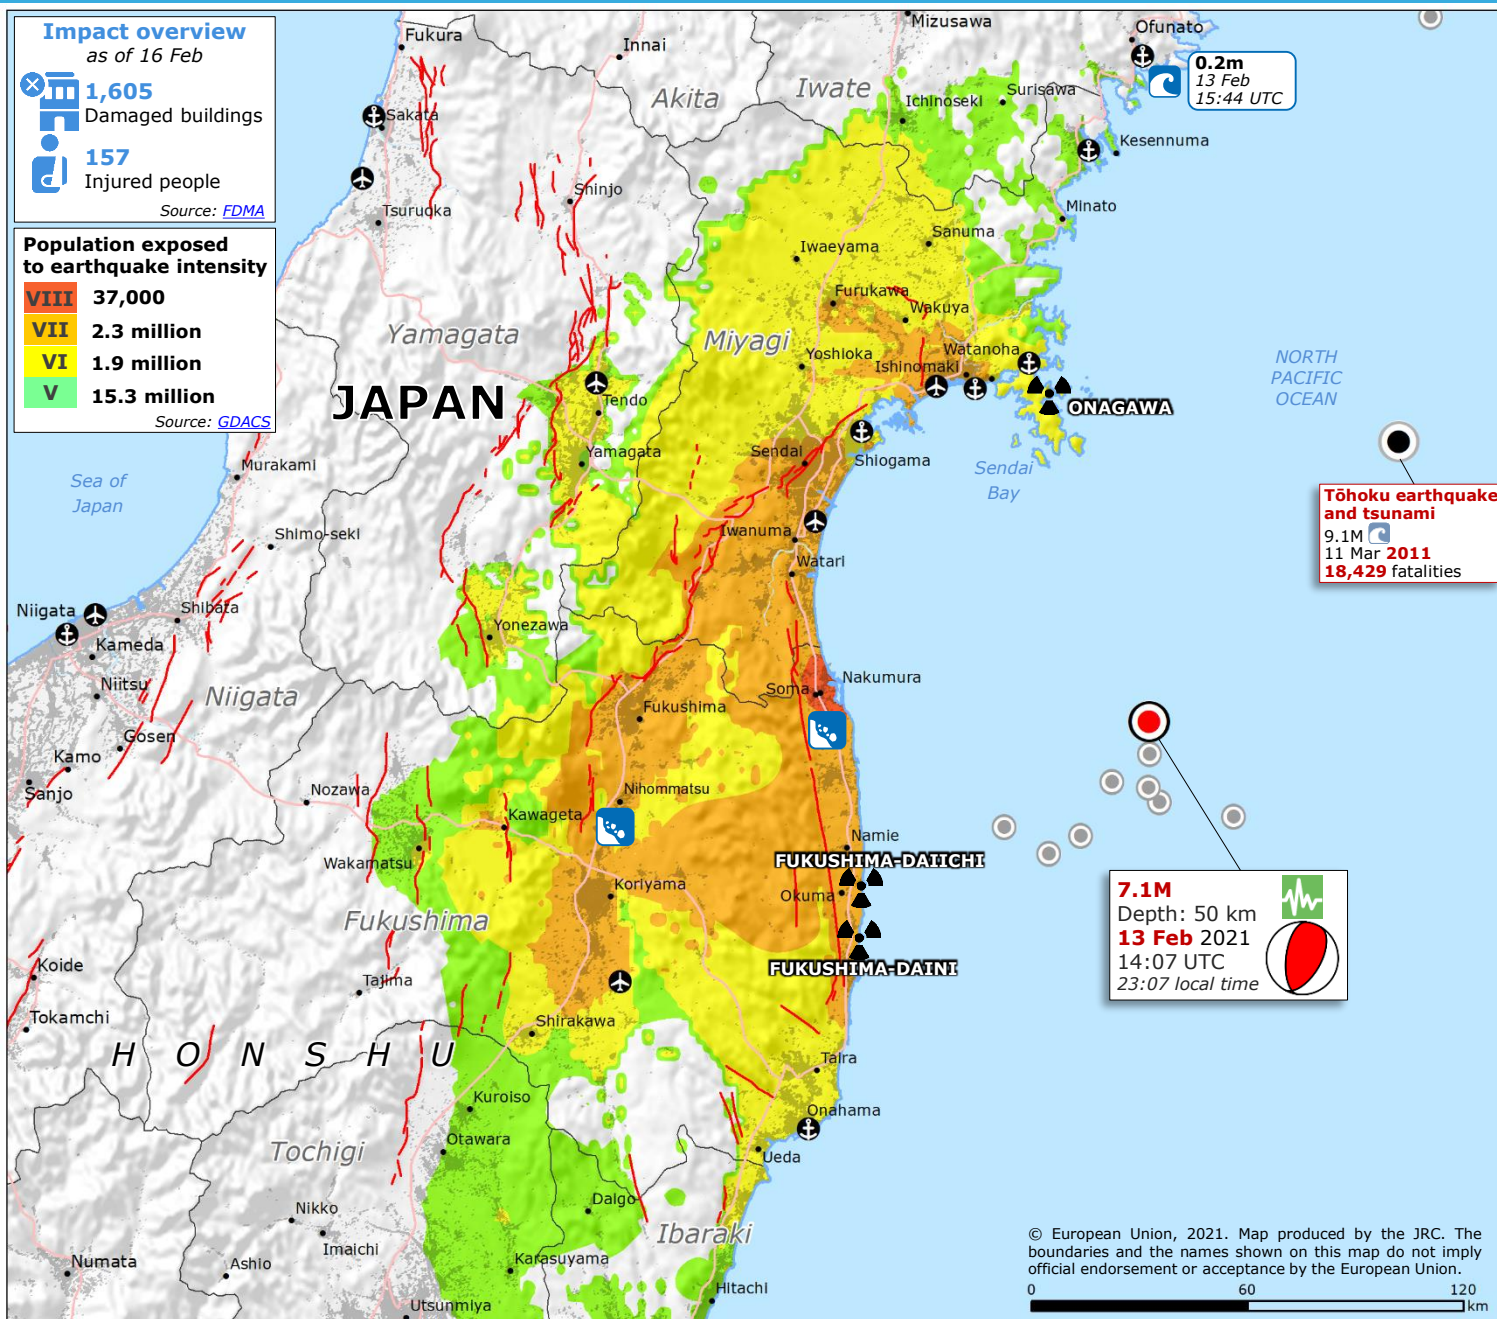 Impact overview
as of 16 Feb
1,605
Damaged buildings
157
Injured people
Source: FDMA
Population exposed
to earthquake intensity
VIII 37,000
VII 2.3 million
VI 1.9 million
V 15.3 million
Source: GDACS
Fukura
Innai
Mizusawa
Ofunato
0.2m
13 Feb
15:44 UTC
Akita
Iwate
Ichinoseki
Surisawa
Sakata
Kesennuma
Shinjo
Tsuruoka
Minato
Sanuma
Iwaeyama
Furukawa
Wakuya
Yamagata
Miyagi
Yoshioka
Watanoha
Ishinomaki
NORTH
PACIFIC
OCEAN
JAPAN
Tendo
ONAGAWA
Yamagata
Sendai
Shiogama
Murakami
Sea of
Japan
Sendai
Bay
Tōhoku earthquake
and tsunami
9.1M
11 Mar 2011
18,429 fatalities
Shimo-seki
Iwanuma
Watari
Niigata
Shibata
Kameda
Yonezawa
Niitsu
Niigata
Soma
Nakumura
Fukushima
Gosen
Kamo
Sanjo
Nozawa
Nihommatsu
Kawageta
Namie
Wakamatsu
FUKUSHIMA-DAIICHI
Koriyama
Okuma
Fukushima
FUKUSHIMA-DAINI
7.1M
Depth: 50 km
13 Feb 2021
14:07 UTC
23:07 local time
Koide
Tajima
Tokamchi
Shirakawa
HONSHU
Taira
Kuroiso
Onahama
Otawara
Tochigi
Ueda
Daigo
Nikko
Imaichi
Ibaraki
Numata
Ashio
Karasuyama
Hitachi
Utsunmiya
© European Union, 2021. Map produced by the JRC. The
boundaries and the names shown on this map do not imply
official endorsement or acceptance by the European Union.
0 60 120
km